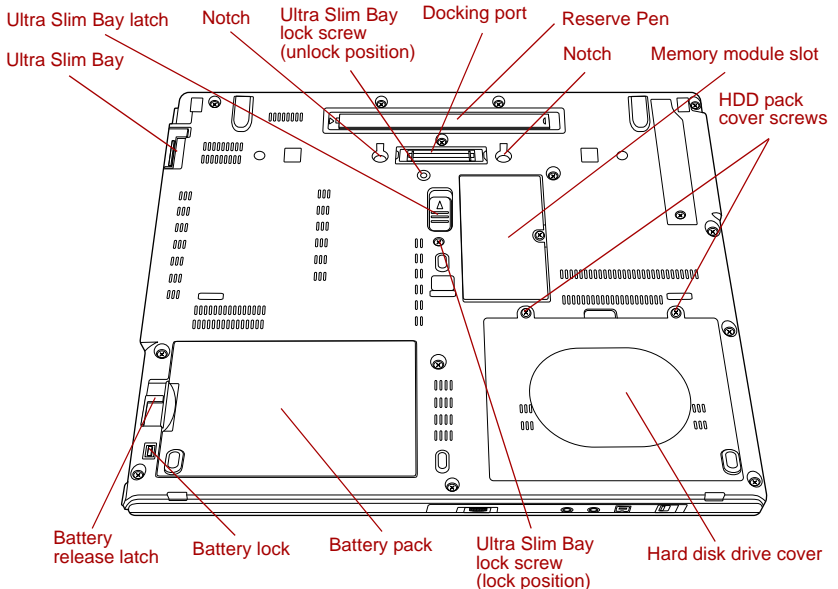 Ultra Slim Bay latch
Notch
Ultra Slim Bay
lock screw
(unlock position)
Docking port
Reserve Pen
Ultra Slim Bay
Notch
Memory module slot
HDD pack
cover screws
Battery
release latch
Battery lock
Battery pack
Ultra Slim Bay
lock screw
(lock position)
Hard disk drive cover